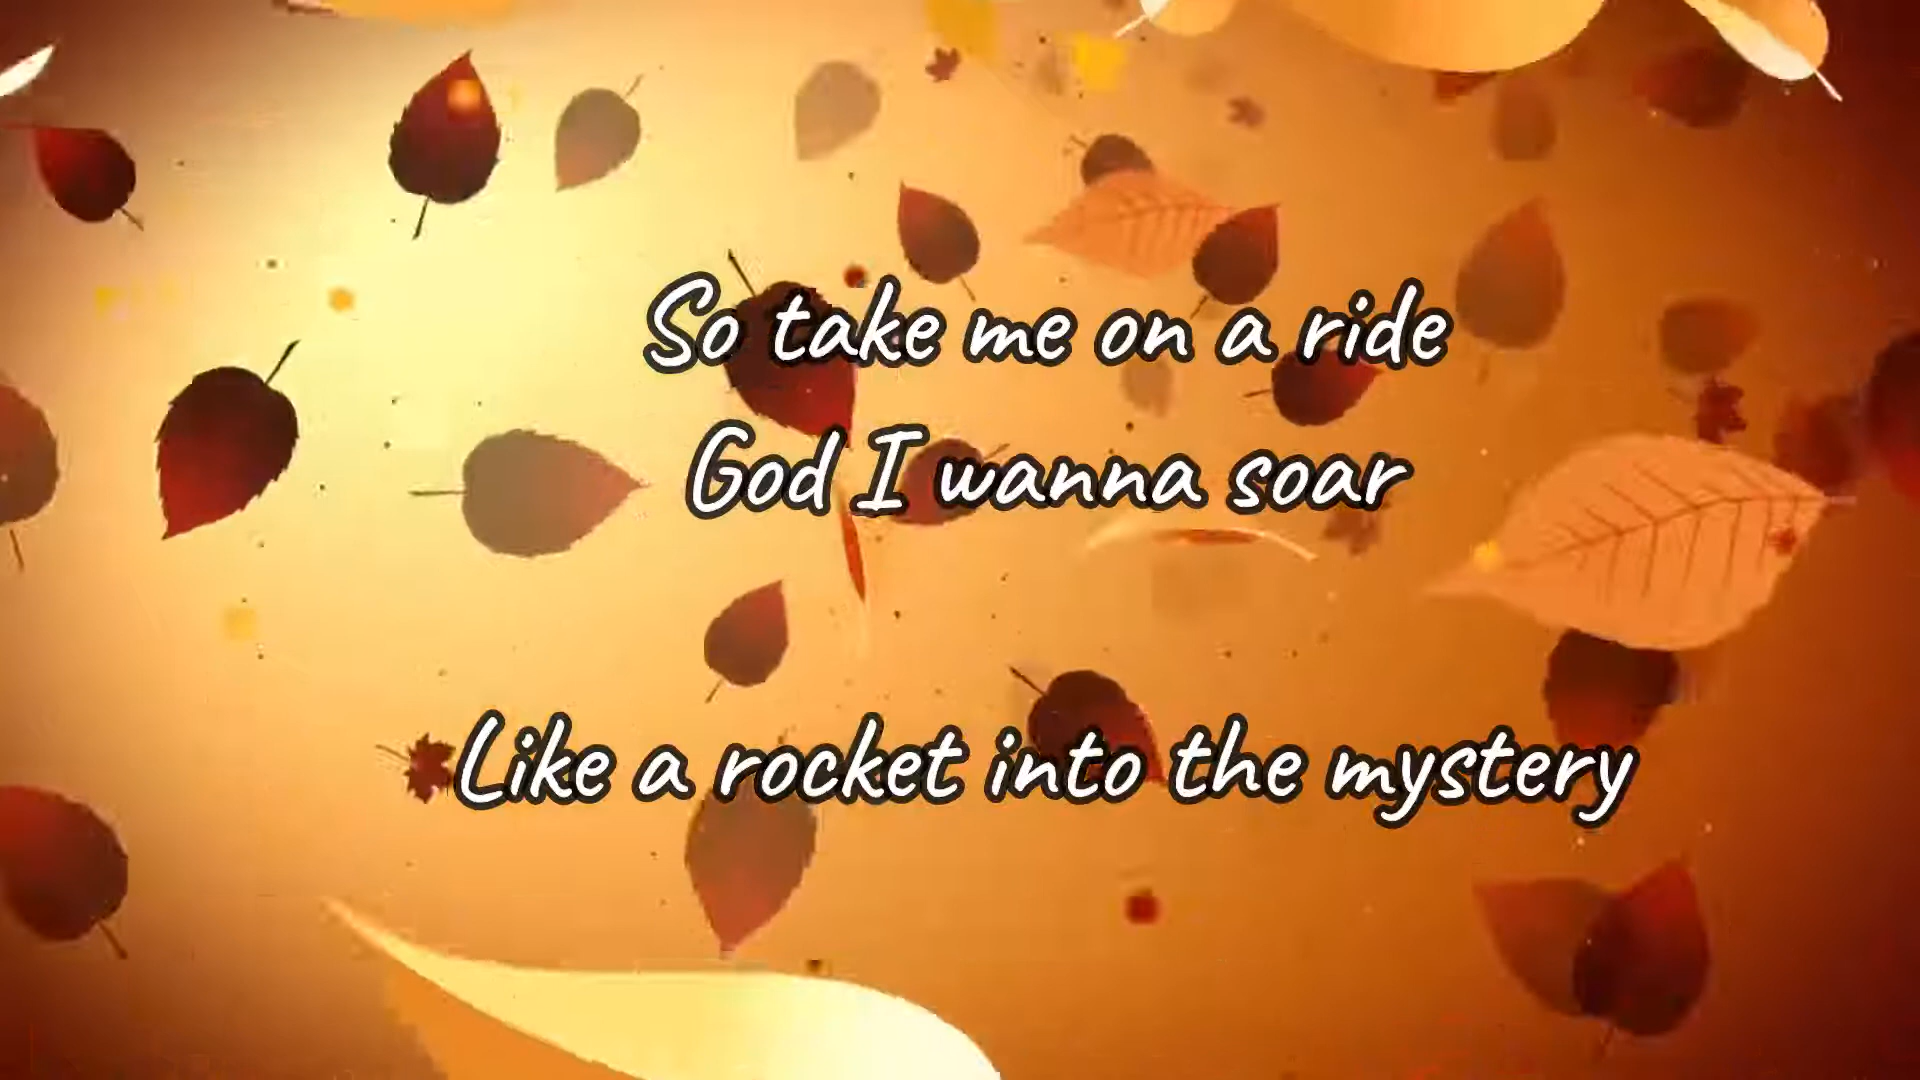 So take me on a ride
God I wanna soar
Like a rocket into the mystery